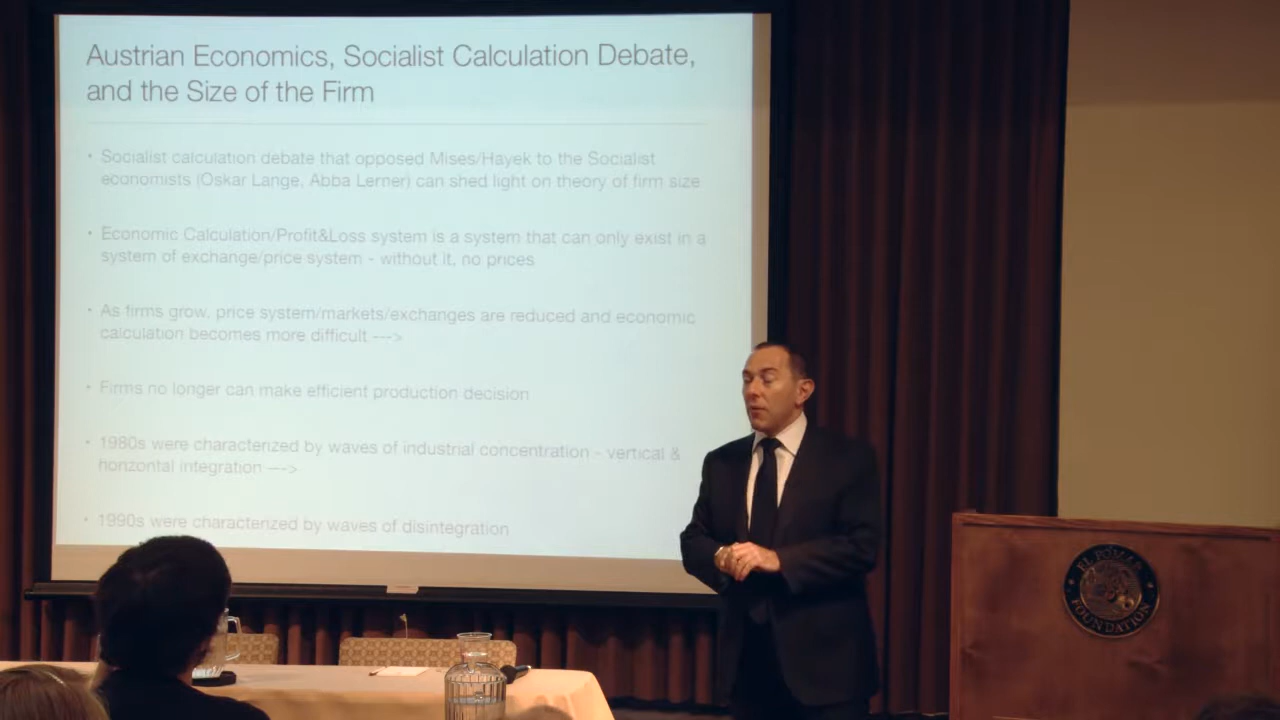 Austrian Economics, Socialist Calculation Debate,
and the Size of the Firm
• Socialist calculation debate that opposed Mises/Hayek to the Socialist
economists (Oskar Lange, Abba Lerner) can shed light on theory of firm size
• Economic Calculation/Profit&Loss system is a system that can only exist in a
system of exchange/price system - without it, no prices
• As firms grow, price system/markets/exchanges are reduced and economic
calculation becomes more difficult --->
• Firms no longer can make efficient production decision
• 1980s were characterized by waves of industrial concentration - vertical &
horizontal integration --->
• 1990s were characterized by waves of disintegration
EL POMAR
FOUNDATION